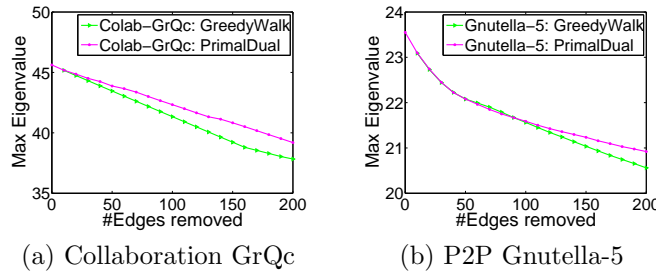 50
45
40
35
Max Eigenvalue
Colab-GrQc: GreedyWalk
Colab-GrQc: PrimalDual
0 50 100 150 200
#Edges removed
(a) Collaboration GrQc
24
23
22
21
20
Max Eigenvalue
Gnutella-5: GreedyWalk
Gnutella-5: PrimalDual
0 50 100 150 200
#Edges removed
(b) P2P Gnutella-5